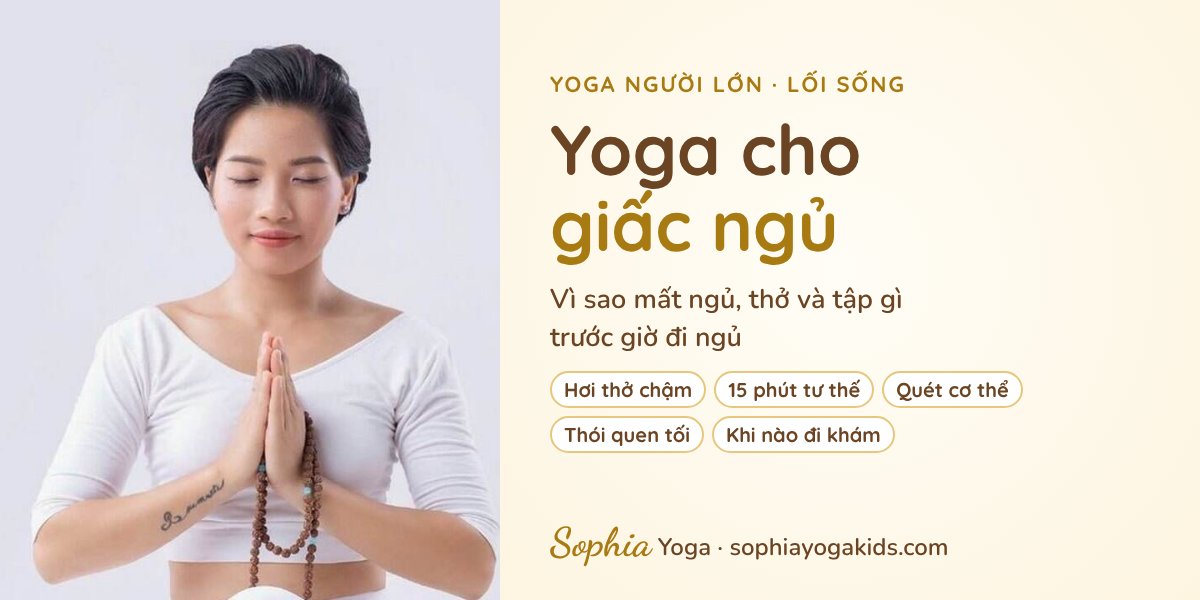 YOGA NGƯỜI LỚN · LỐI SỐNG
Yoga cho
giấc ngủ
Vì sao mất ngủ, thở và tập gì
trước giờ đi ngủ
Hơi thở chậm 15 phút tư thế Quét cơ thể
Thói quen tối Khi nào đi khám
Sophia Yoga · sophiayogakids.com